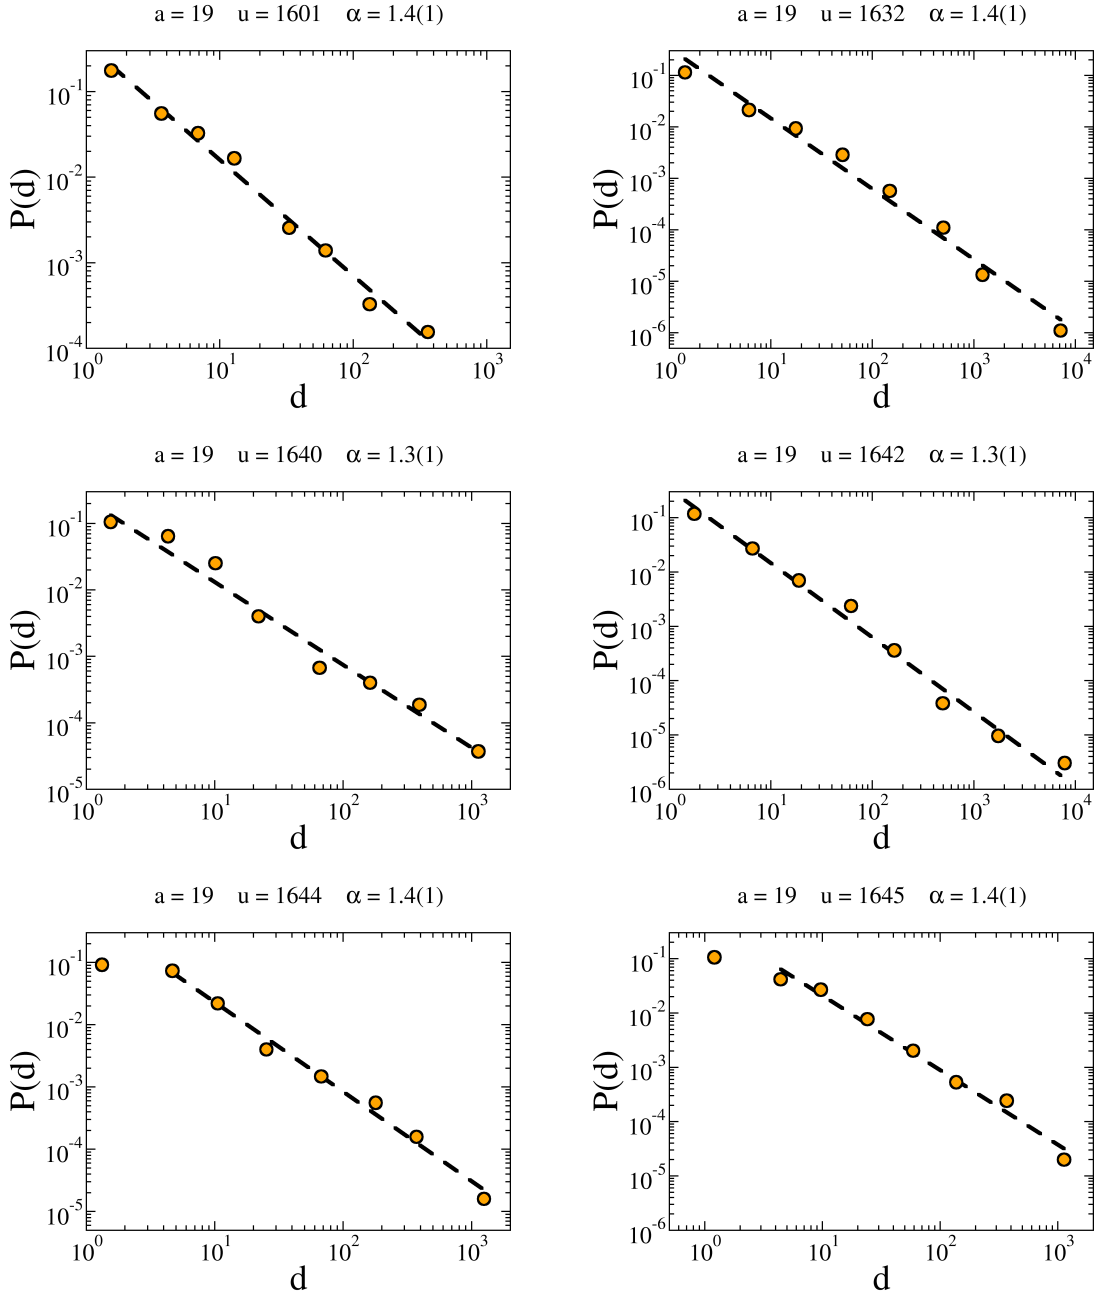 a = 19 u = 1601 α = 1.4(1)
a = 19 u = 1632 α = 1.4(1)
10^-1
10^-2
10^-3
10^-4
P(d)
10^0 10^1 10^2 10^3
d
10^-1
10^-2
10^-3
10^-4
10^-5
10^-6
P(d)
10^0 10^1 10^2 10^3 10^4
d
a = 19 u = 1640 α = 1.3(1)
a = 19 u = 1642 α = 1.3(1)
10^-1
10^-2
10^-3
10^-4
10^-5
P(d)
10^0 10^1 10^2 10^3
d
10^-1
10^-2
10^-3
10^-4
10^-5
10^-6
P(d)
10^0 10^1 10^2 10^3 10^4
d
a = 19 u = 1644 α = 1.4(1)
a = 19 u = 1645 α = 1.4(1)
10^-1
10^-2
10^-3
10^-4
10^-5
P(d)
10^0 10^1 10^2 10^3
d
10^-1
10^-2
10^-3
10^-4
10^-5
10^-6
P(d)
10^0 10^1 10^2 10^3
d